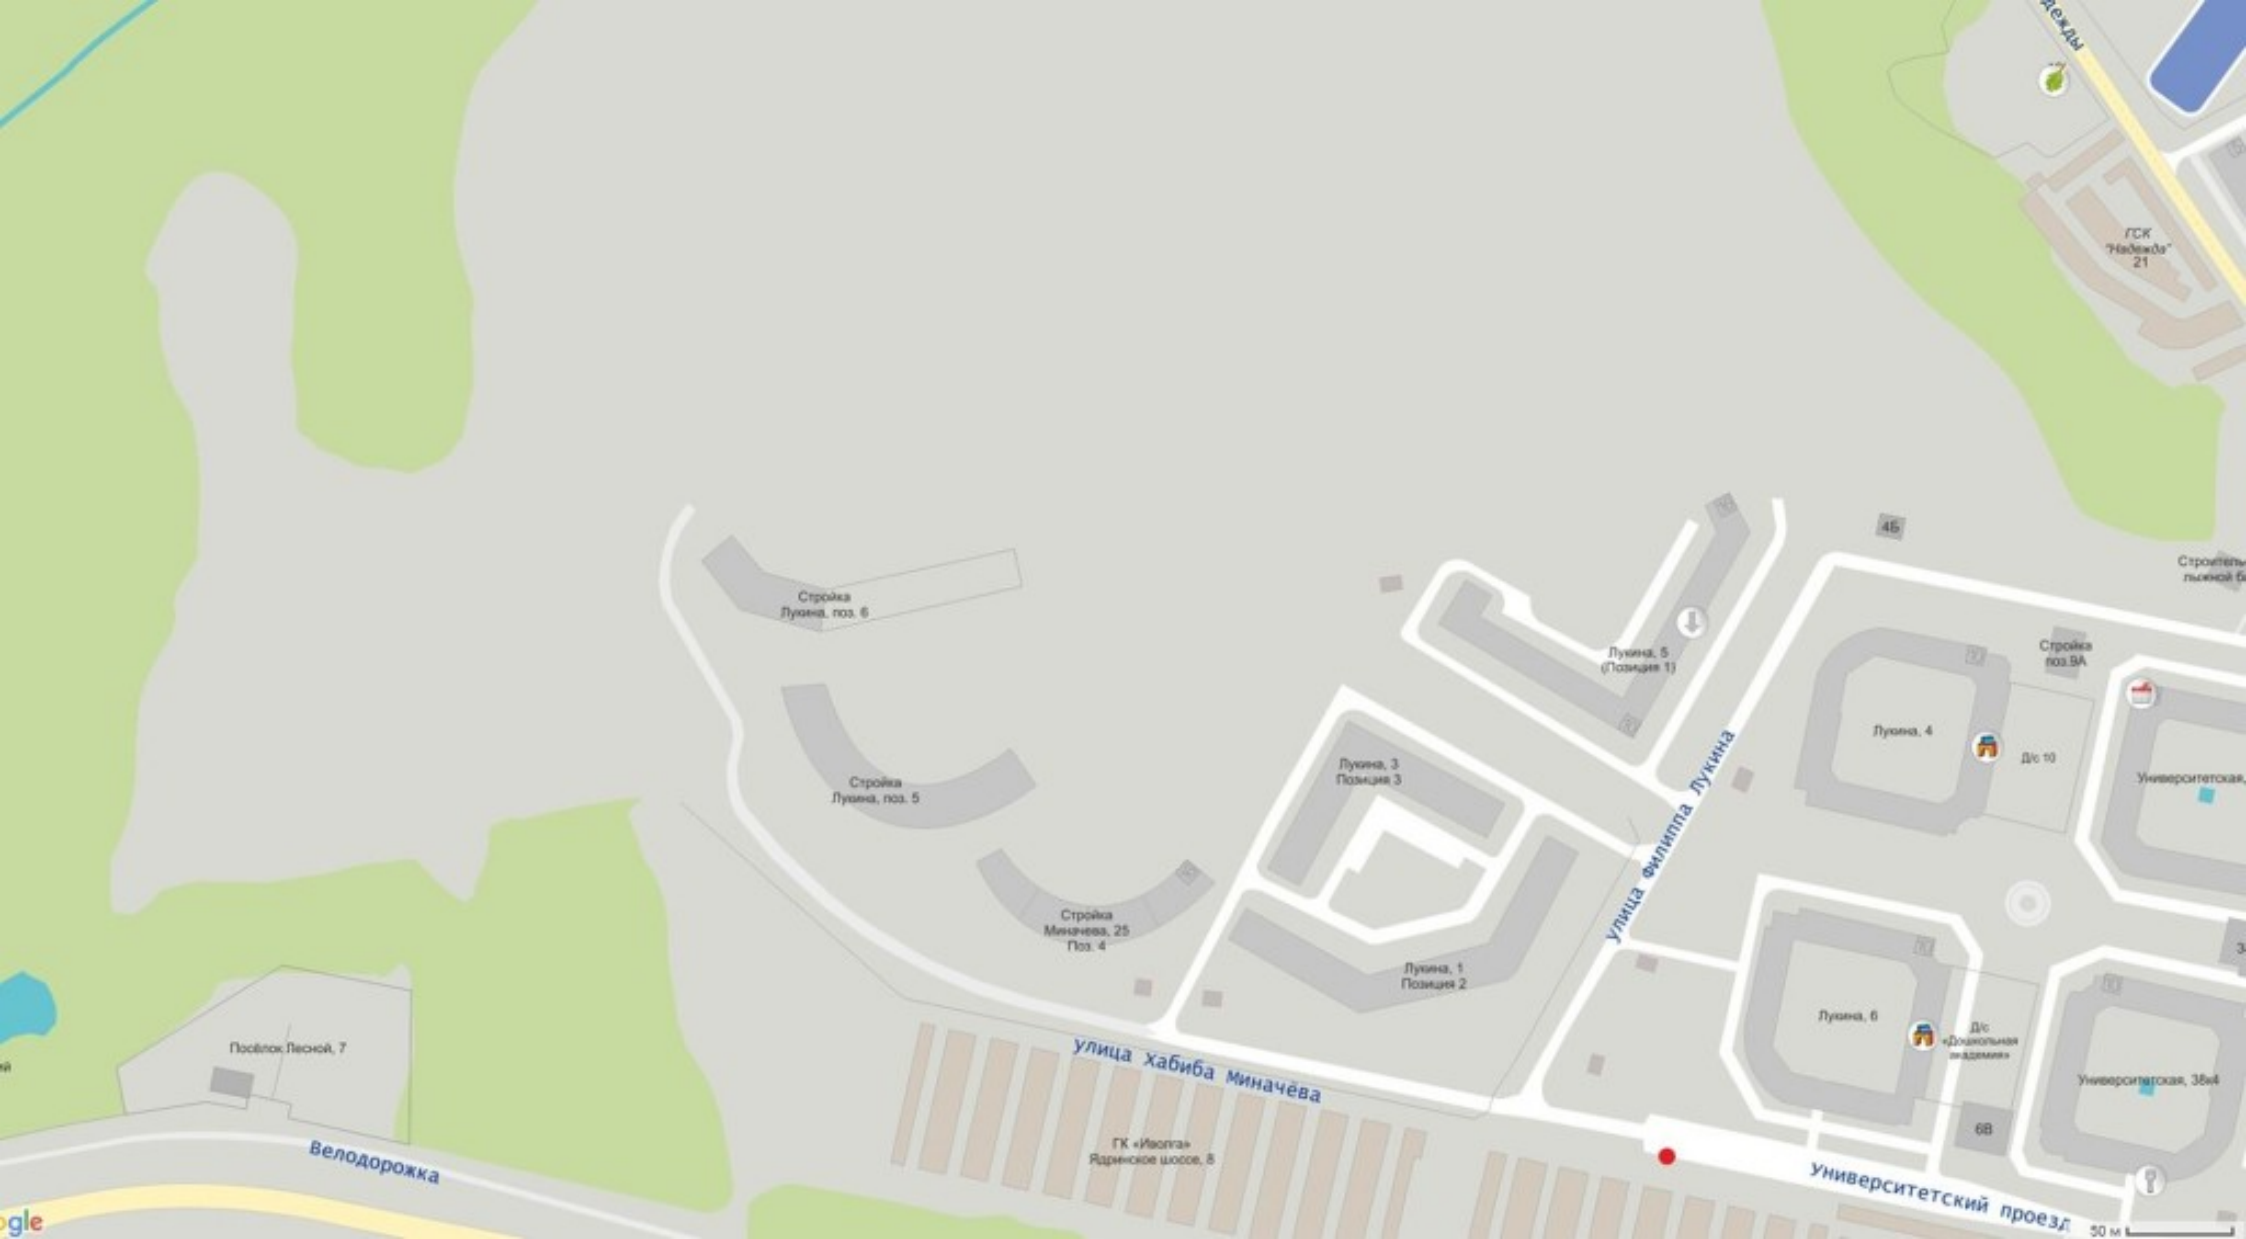 дежды
ГСК
"Надежда"
21
4Б
Стройка
Лукина, поз. 6
Лукина, 5
(Позиция 1)
Стройка
поз.9А
Лукина, 4
Д/с 10
Университетская,
Лукина, 3
Позиция 3
Стройка
Лукина, поз. 5
улица Филиппа Лукина
Стройка
Миначева, 25
Поз. 4
Лукина, 1
Позиция 2
Лукина, 6
Д/с
«Дошкольная
академия»
Посёлок Лесной, 7
улица Хабиба Миначёва
Университетская, 38к4
6В
ГК «Иволга»
Ядринское шоссе, 8
Велодорожка
Университетский проезд
ogle
50 м